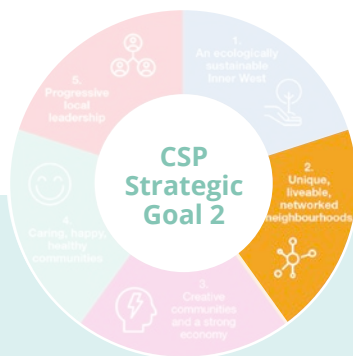 1.
An ecologically
sustainable
Inner West
2.
Unique,
liveable,
networked
neighbourhoods
3.
Creative
communities
and a strong
economy
4.
Caring, happy,
healthy
communities
5.
Progressive
local
leadership
CSP
Strategic
Goal 2